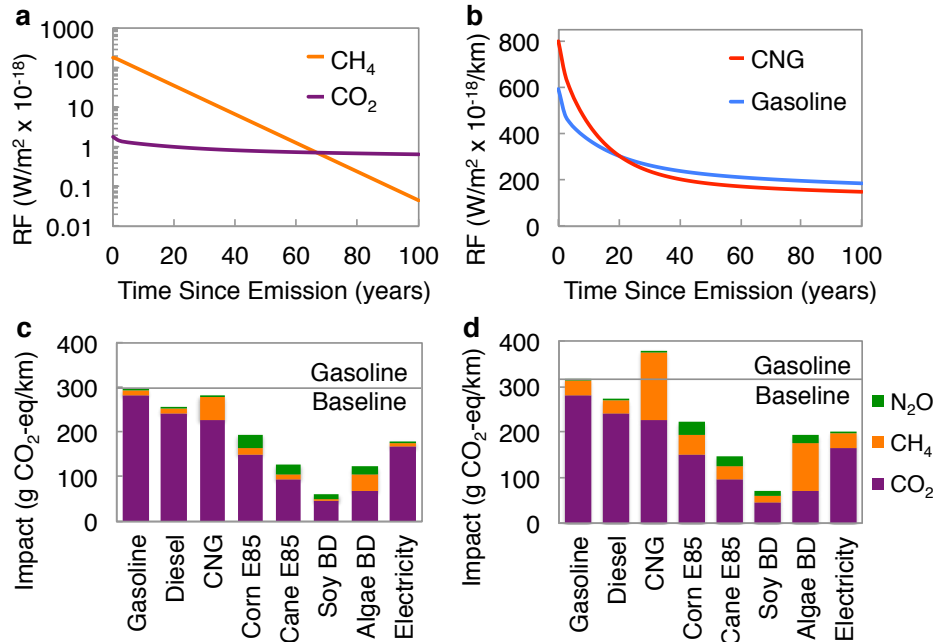 a
RF (W/m² x 10⁻¹⁸)
1000
100
10
1
0.1
0.01
CH₄
CO₂
0
20
40
60
80
100
Time Since Emission (years)
b
RF (W/m² x 10⁻¹⁸/km)
800
600
400
200
0
CNG
Gasoline
0
20
40
60
80
100
Time Since Emission (years)
c
Impact (g CO₂-eq/km)
400
300
200
100
0
Gasoline
Baseline
Gasoline
Diesel
CNG
Corn E85
Cane E85
Soy BD
Algae BD
Electricity
d
Impact (g CO₂-eq/km)
400
300
200
100
0
Gasoline
Baseline
Gasoline
Diesel
CNG
Corn E85
Cane E85
Soy BD
Algae BD
Electricity
N₂O
CH₄
CO₂